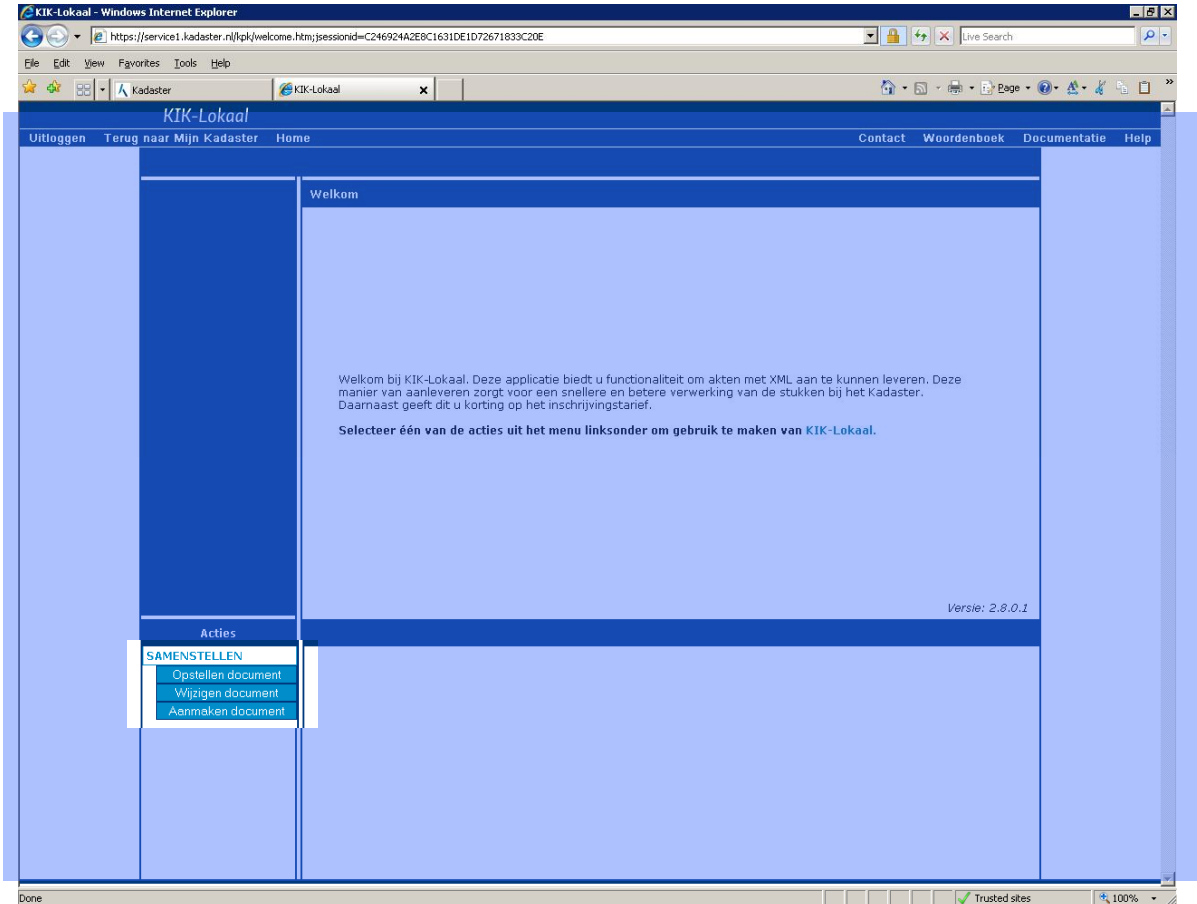 KIK-Lokaal - Windows Internet Explorer
https://service1.kadaster.nl/kpk/welcome.htm;jsessionid=C246924A2E8C1631DE1D72671833C20E
Live Search
File Edit View Favorites Tools Help
Kadaster
KIK-Lokaal
Page
KIK-Lokaal
Uitloggen Terug naar Mijn Kadaster Home Contact Woordenboek Documentatie Help
Welkom
Welkom bij KIK-Lokaal. Deze applicatie biedt u functionaliteit om akten met XML aan te kunnen leveren. Deze
manier van aanleveren zorgt voor een snellere en betere verwerking van de stukken bij het Kadaster.
Daarnaast geeft dit u korting op het inschrijvingstarief.
Selecteer één van de acties uit het menu linksonder om gebruik te maken van KIK-Lokaal.
Versie: 2.8.0.1
Acties
SAMENSTELLEN
Opstellen document
Wijzigen document
Aanmaken document
Done Trusted sites 100%